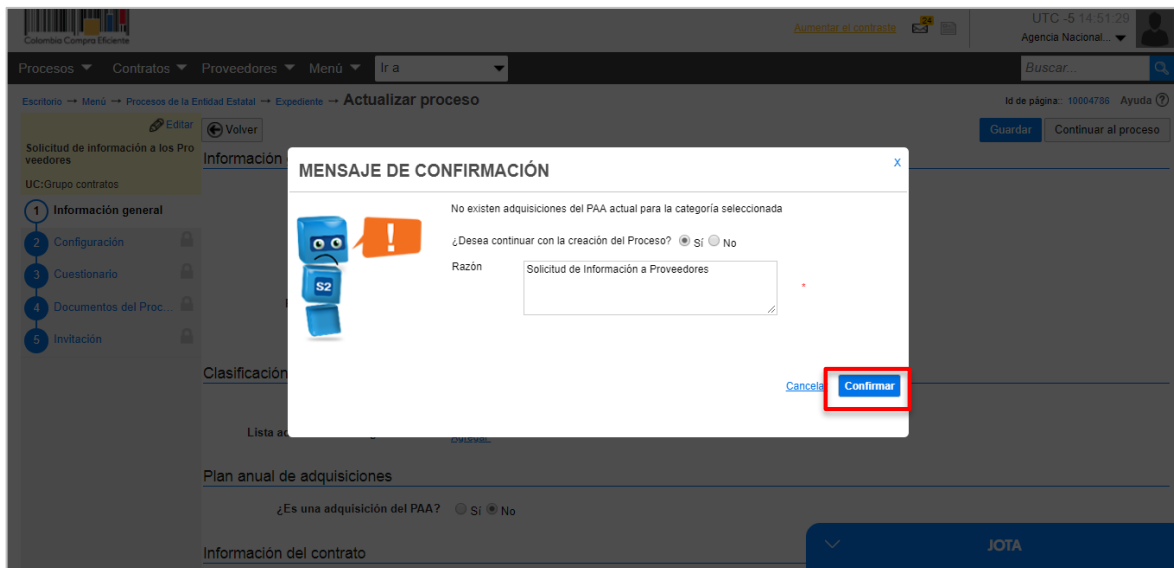 Colombia Compra Eficiente
Aumentar el contraste
24
UTC -5 14:51:29
Agencia Nacional...
Procesos Contratos Proveedores Menú Ir a Buscar...
Escritorio → Menú → Procesos de la Entidad Estatal → Expediente → Actualizar proceso
Id de página:: 10004786 Ayuda ?
Editar
Volver
Guardar Continuar al proceso
Solicitud de información a los Pro
veedores
UC:Grupo contratos
Información
1 Información general
2 Configuración
3 Cuestionario
4 Documentos del Proc...
5 Invitación
MENSAJE DE CONFIRMACIÓN
X
No existen adquisiciones del PAA actual para la categoría seleccionada
¿Desea continuar con la creación del Proceso? Sí No
Razón Solicitud de Información a Proveedores *
!
S2
Cancela Confirmar
Clasificación
Lista
Plan anual de adquisiciones
¿Es una adquisición del PAA? Sí No
Información del contrato
JOTA